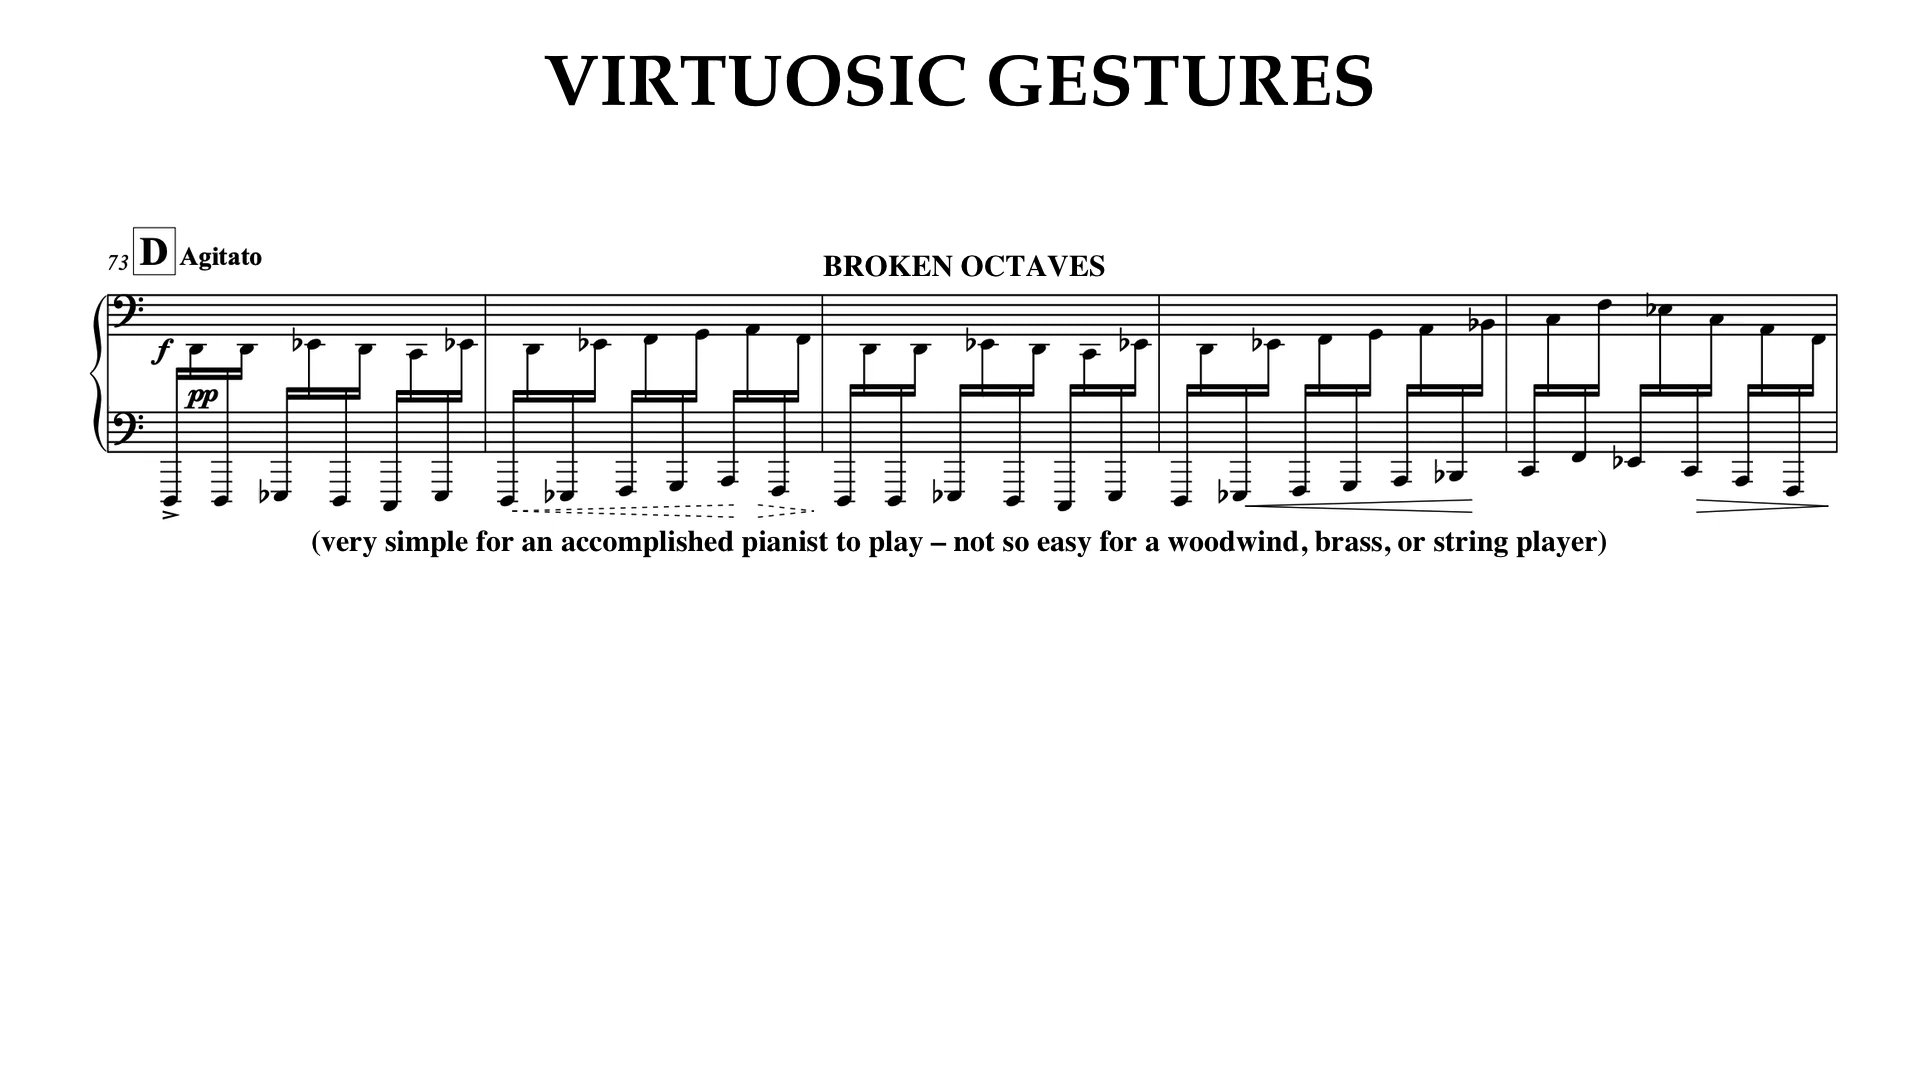 VIRTUOSIC GESTURES
73 D Agitato
BROKEN OCTAVES
f
pp
(very simple for an accomplished pianist to play – not so easy for a woodwind, brass, or string player)